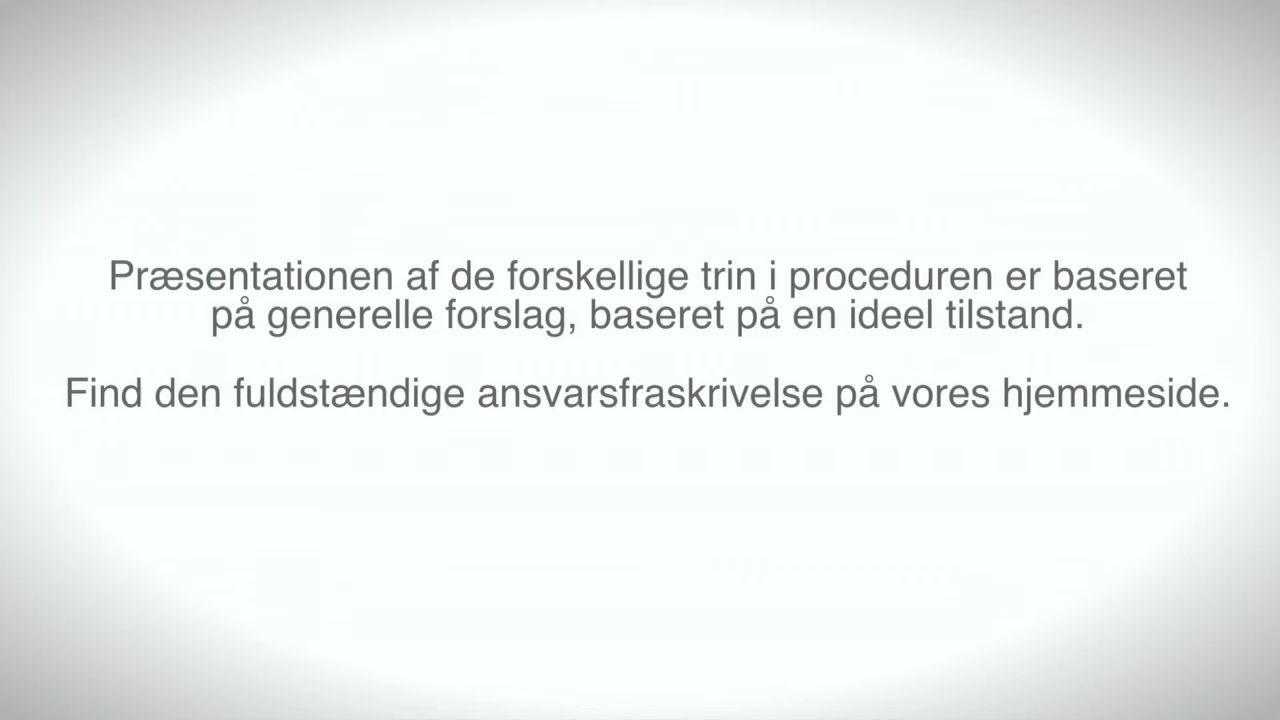 Præsentationen af de forskellige trin i proceduren er baseret
på generelle forslag, baseret på en ideel tilstand.
Find den fuldstændige ansvarsfraskrivelse på vores hjemmeside.